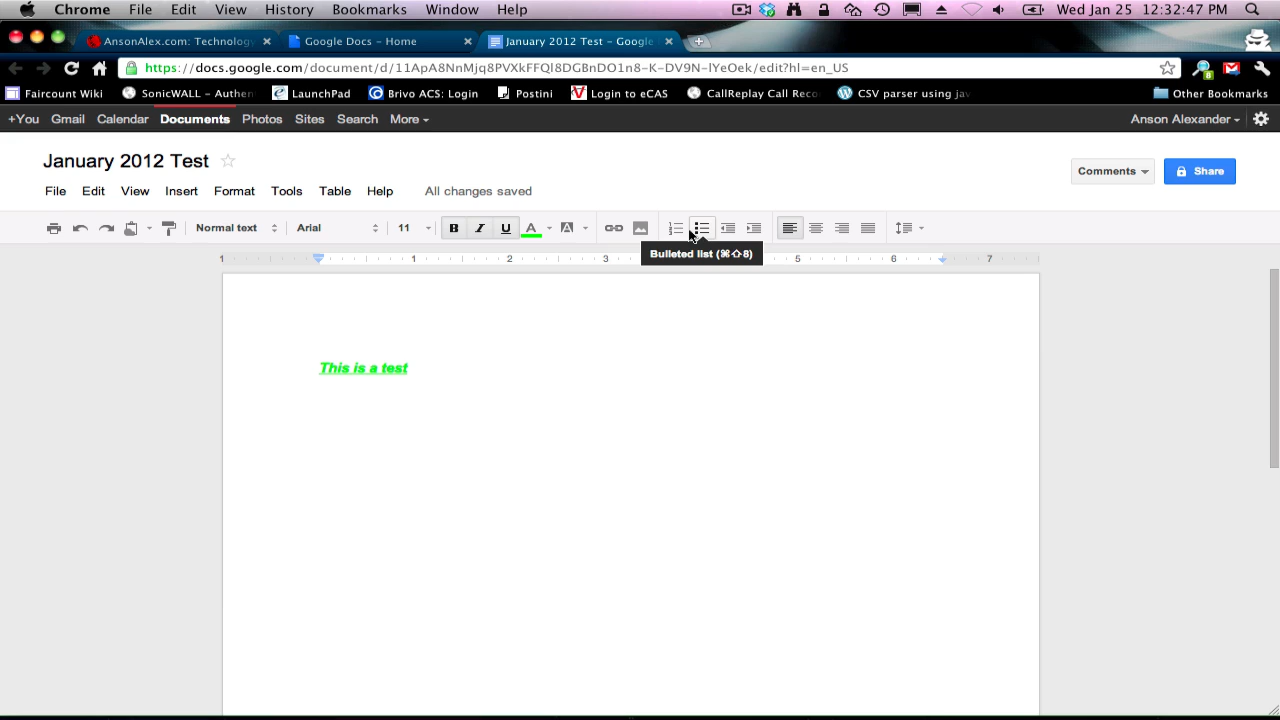 Chrome File Edit View History Bookmarks Window Help Wed Jan 25 12:32:47 PM
AnsonAlex.com: Technology Google Docs – Home January 2012 Test – Google
https://docs.google.com/document/d/11ApA8NnMjq8PVXkFFQl8DGBnDO1n8-K-DV9N-lYeOek/edit?hl=en_US
Faircount Wiki SonicWALL – Authen LaunchPad Brivo ACS: Login Postini Login to eCAS CallReplay Call Reco CSV parser using jav Other Bookmarks
+You Gmail Calendar Documents Photos Sites Search More Anson Alexander
January 2012 Test
Comments Share
File Edit View Insert Format Tools Table Help All changes saved
Normal text Arial 11 B I U A A
Bulleted list (⌘⇧8)
1 1 2 3 5 6 7
This is a test